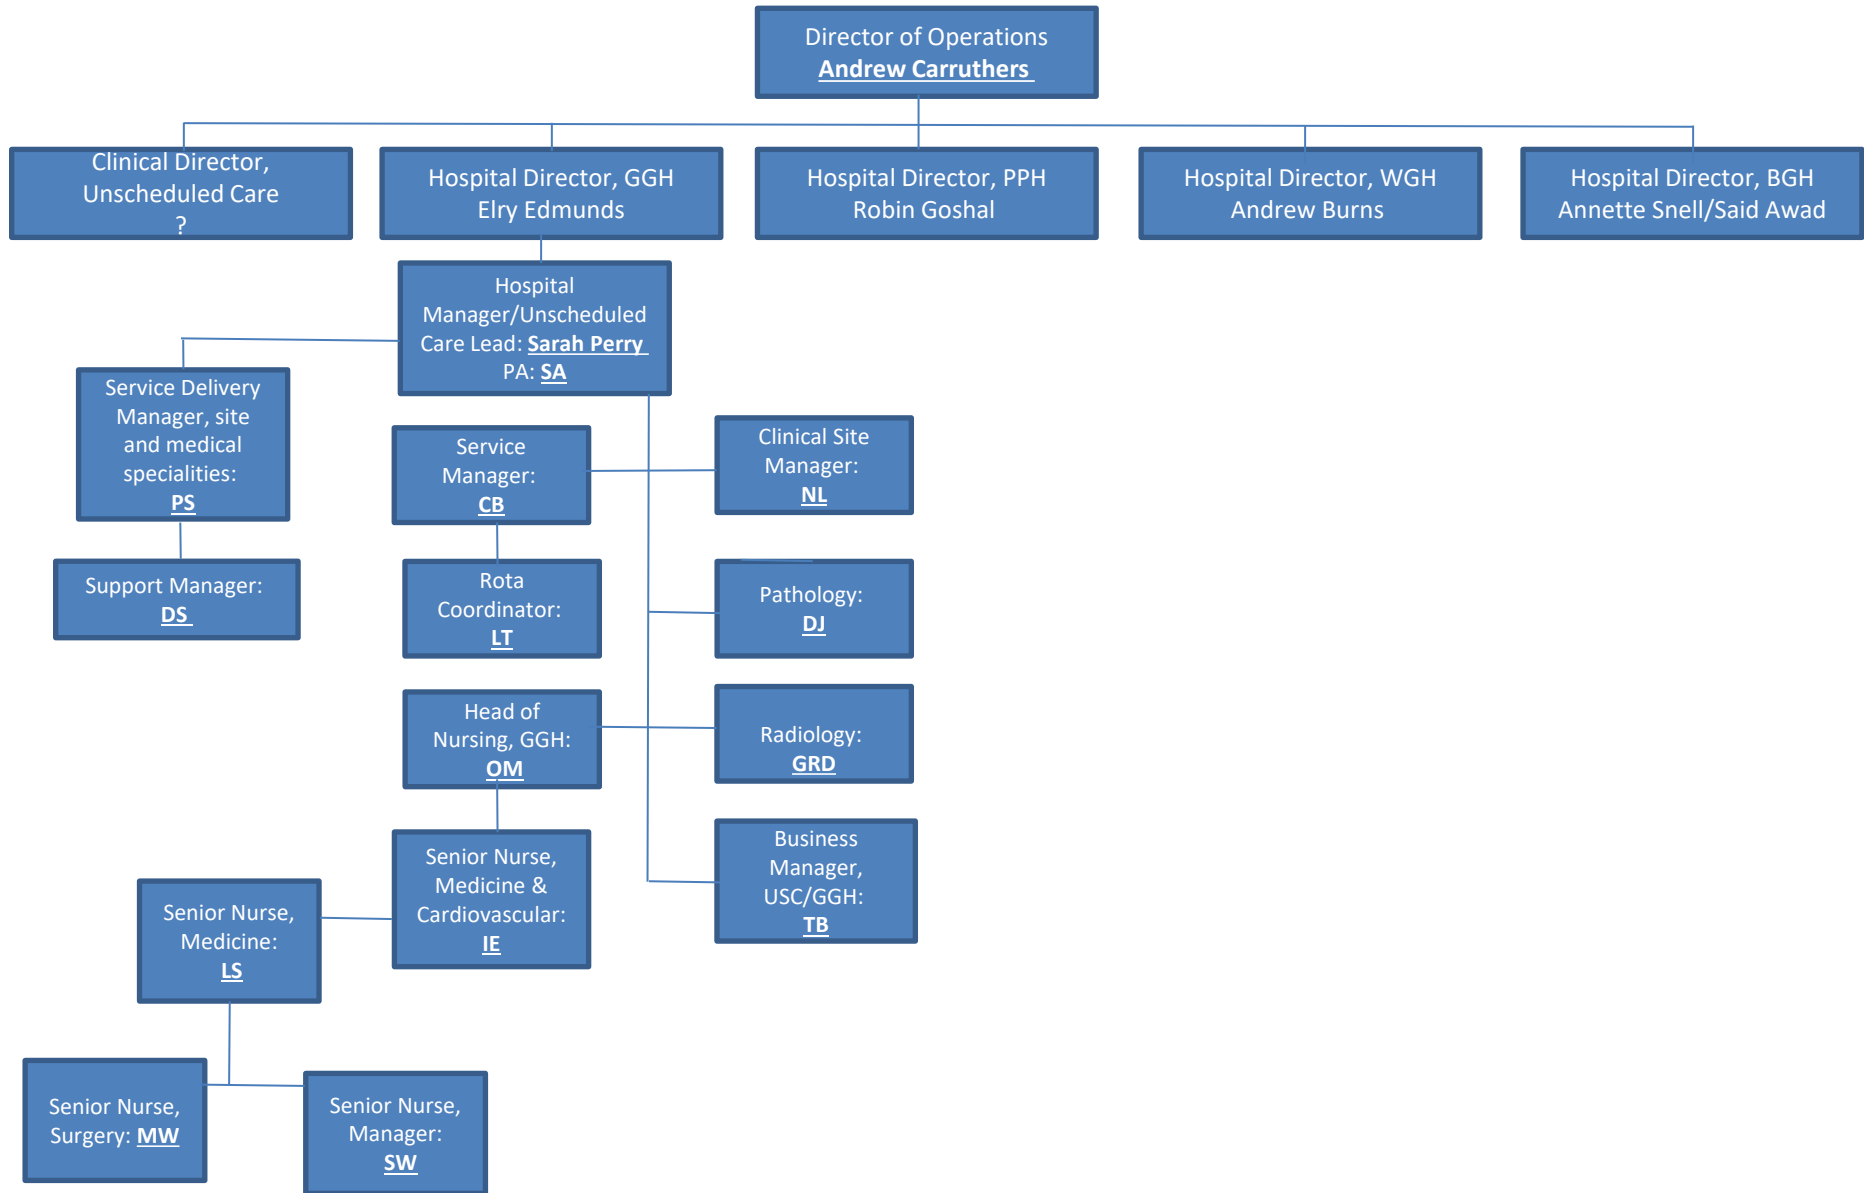 Director of Operations
Andrew Carruthers
Clinical Director,
Unscheduled Care
?
Hospital Director, GGH
Elry Edmunds
Hospital Director, PPH
Robin Goshal
Hospital Director, WGH
Andrew Burns
Hospital Director, BGH
Annette Snell/Said Awad
Hospital
Manager/Unscheduled
Care Lead: Sarah Perry
PA: SA
Service Delivery
Manager, site
and medical
specialities:
PS
Service
Manager:
CB
Clinical Site
Manager:
NL
Support Manager:
DS
Rota
Coordinator:
LT
Pathology:
DJ
Head of
Nursing, GGH:
OM
Radiology:
GRD
Senior Nurse,
Medicine &
Cardiovascular:
IE
Business
Manager,
USC/GGH:
TB
Senior Nurse,
Medicine:
LS
Senior Nurse,
Surgery: MW
Senior Nurse,
Manager:
SW